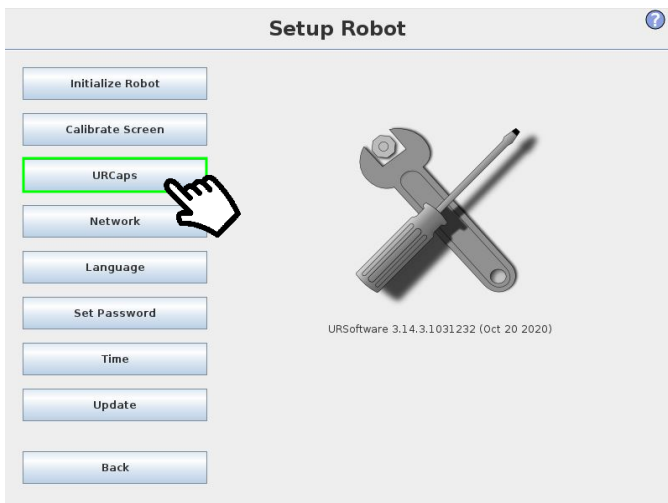 Setup Robot
?
Initialize Robot
Calibrate Screen
URCaps
Network
Language
Set Password
Time
Update
Back
URSoftware 3.14.3.1031232 (Oct 20 2020)